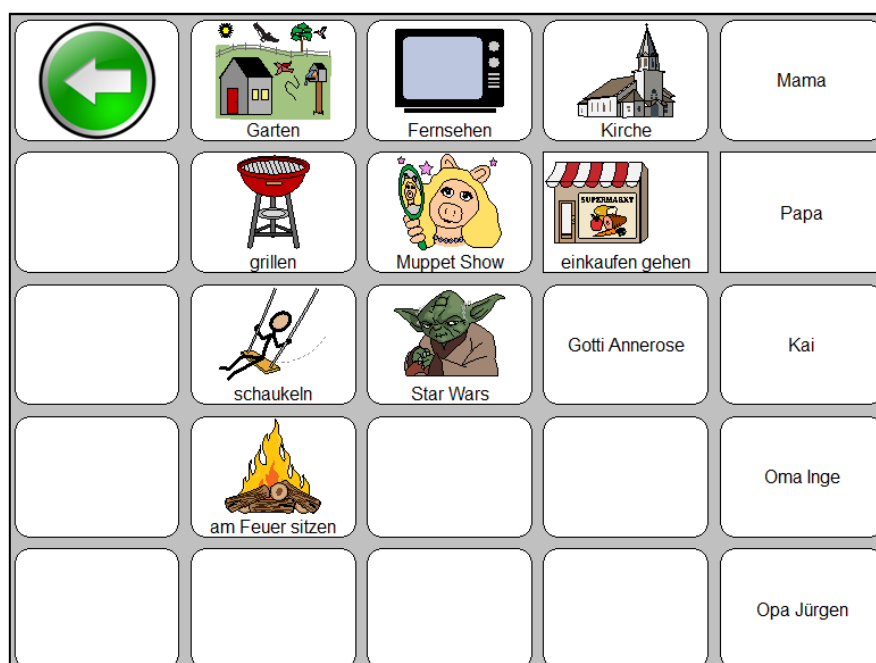 Garten
Fernsehen
Kirche
Mama
grillen
Muppet Show
SUPERMARKT
einkaufen gehen
Papa
schaukeln
Star Wars
Gotti Annerose
Kai
am Feuer sitzen
Oma Inge
Opa Jürgen